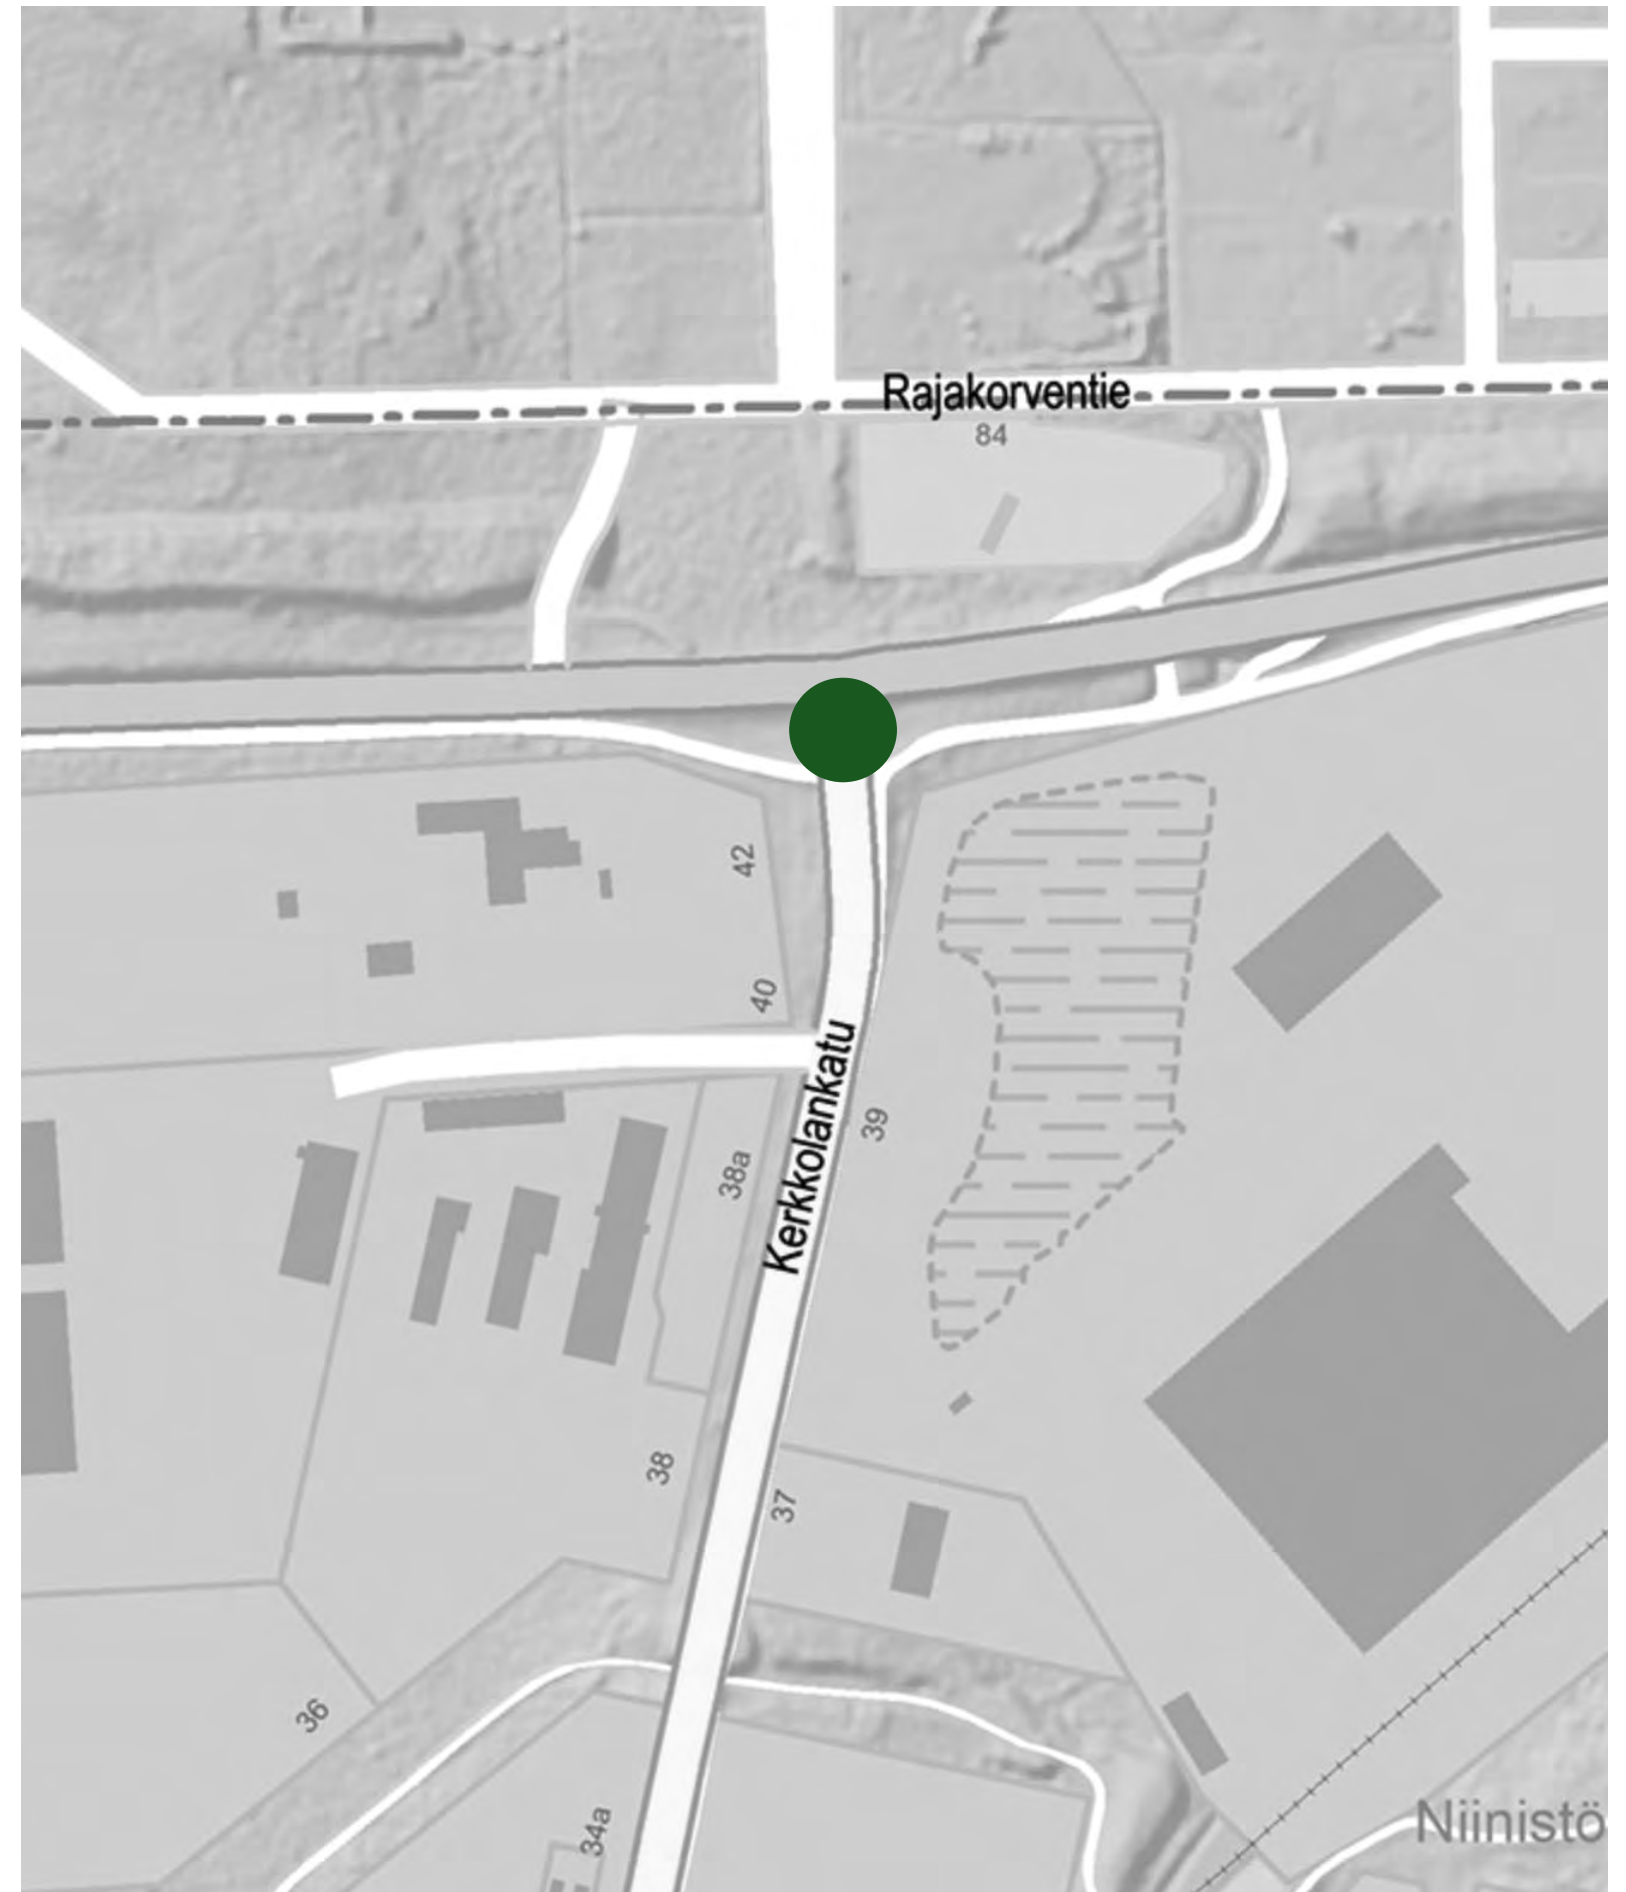 Rajakorventie
84
42
40
Kerkkolankatu
39
38a
38
37
36
34a
Niinistö